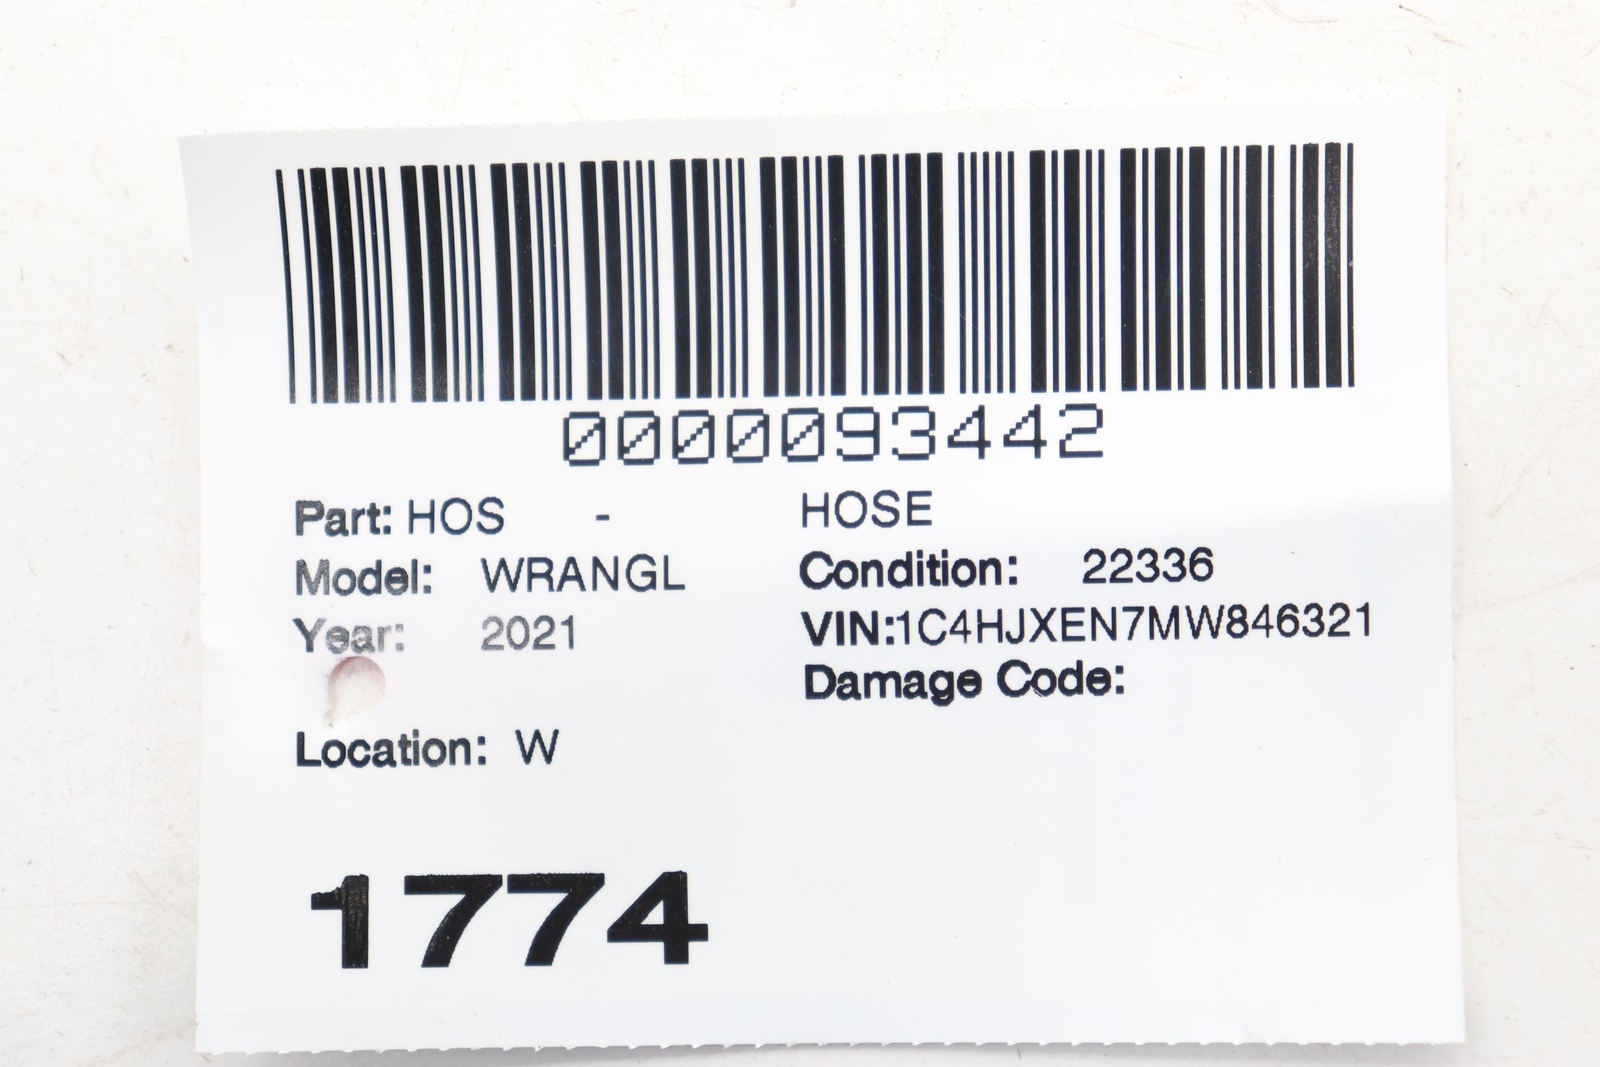 0000093442
Part: HOS - HOSE
Model: WRANGL Condition: 22336
Year: 2021 VIN:1C4HJXEN7MW846321
Damage Code:
Location: W
1774